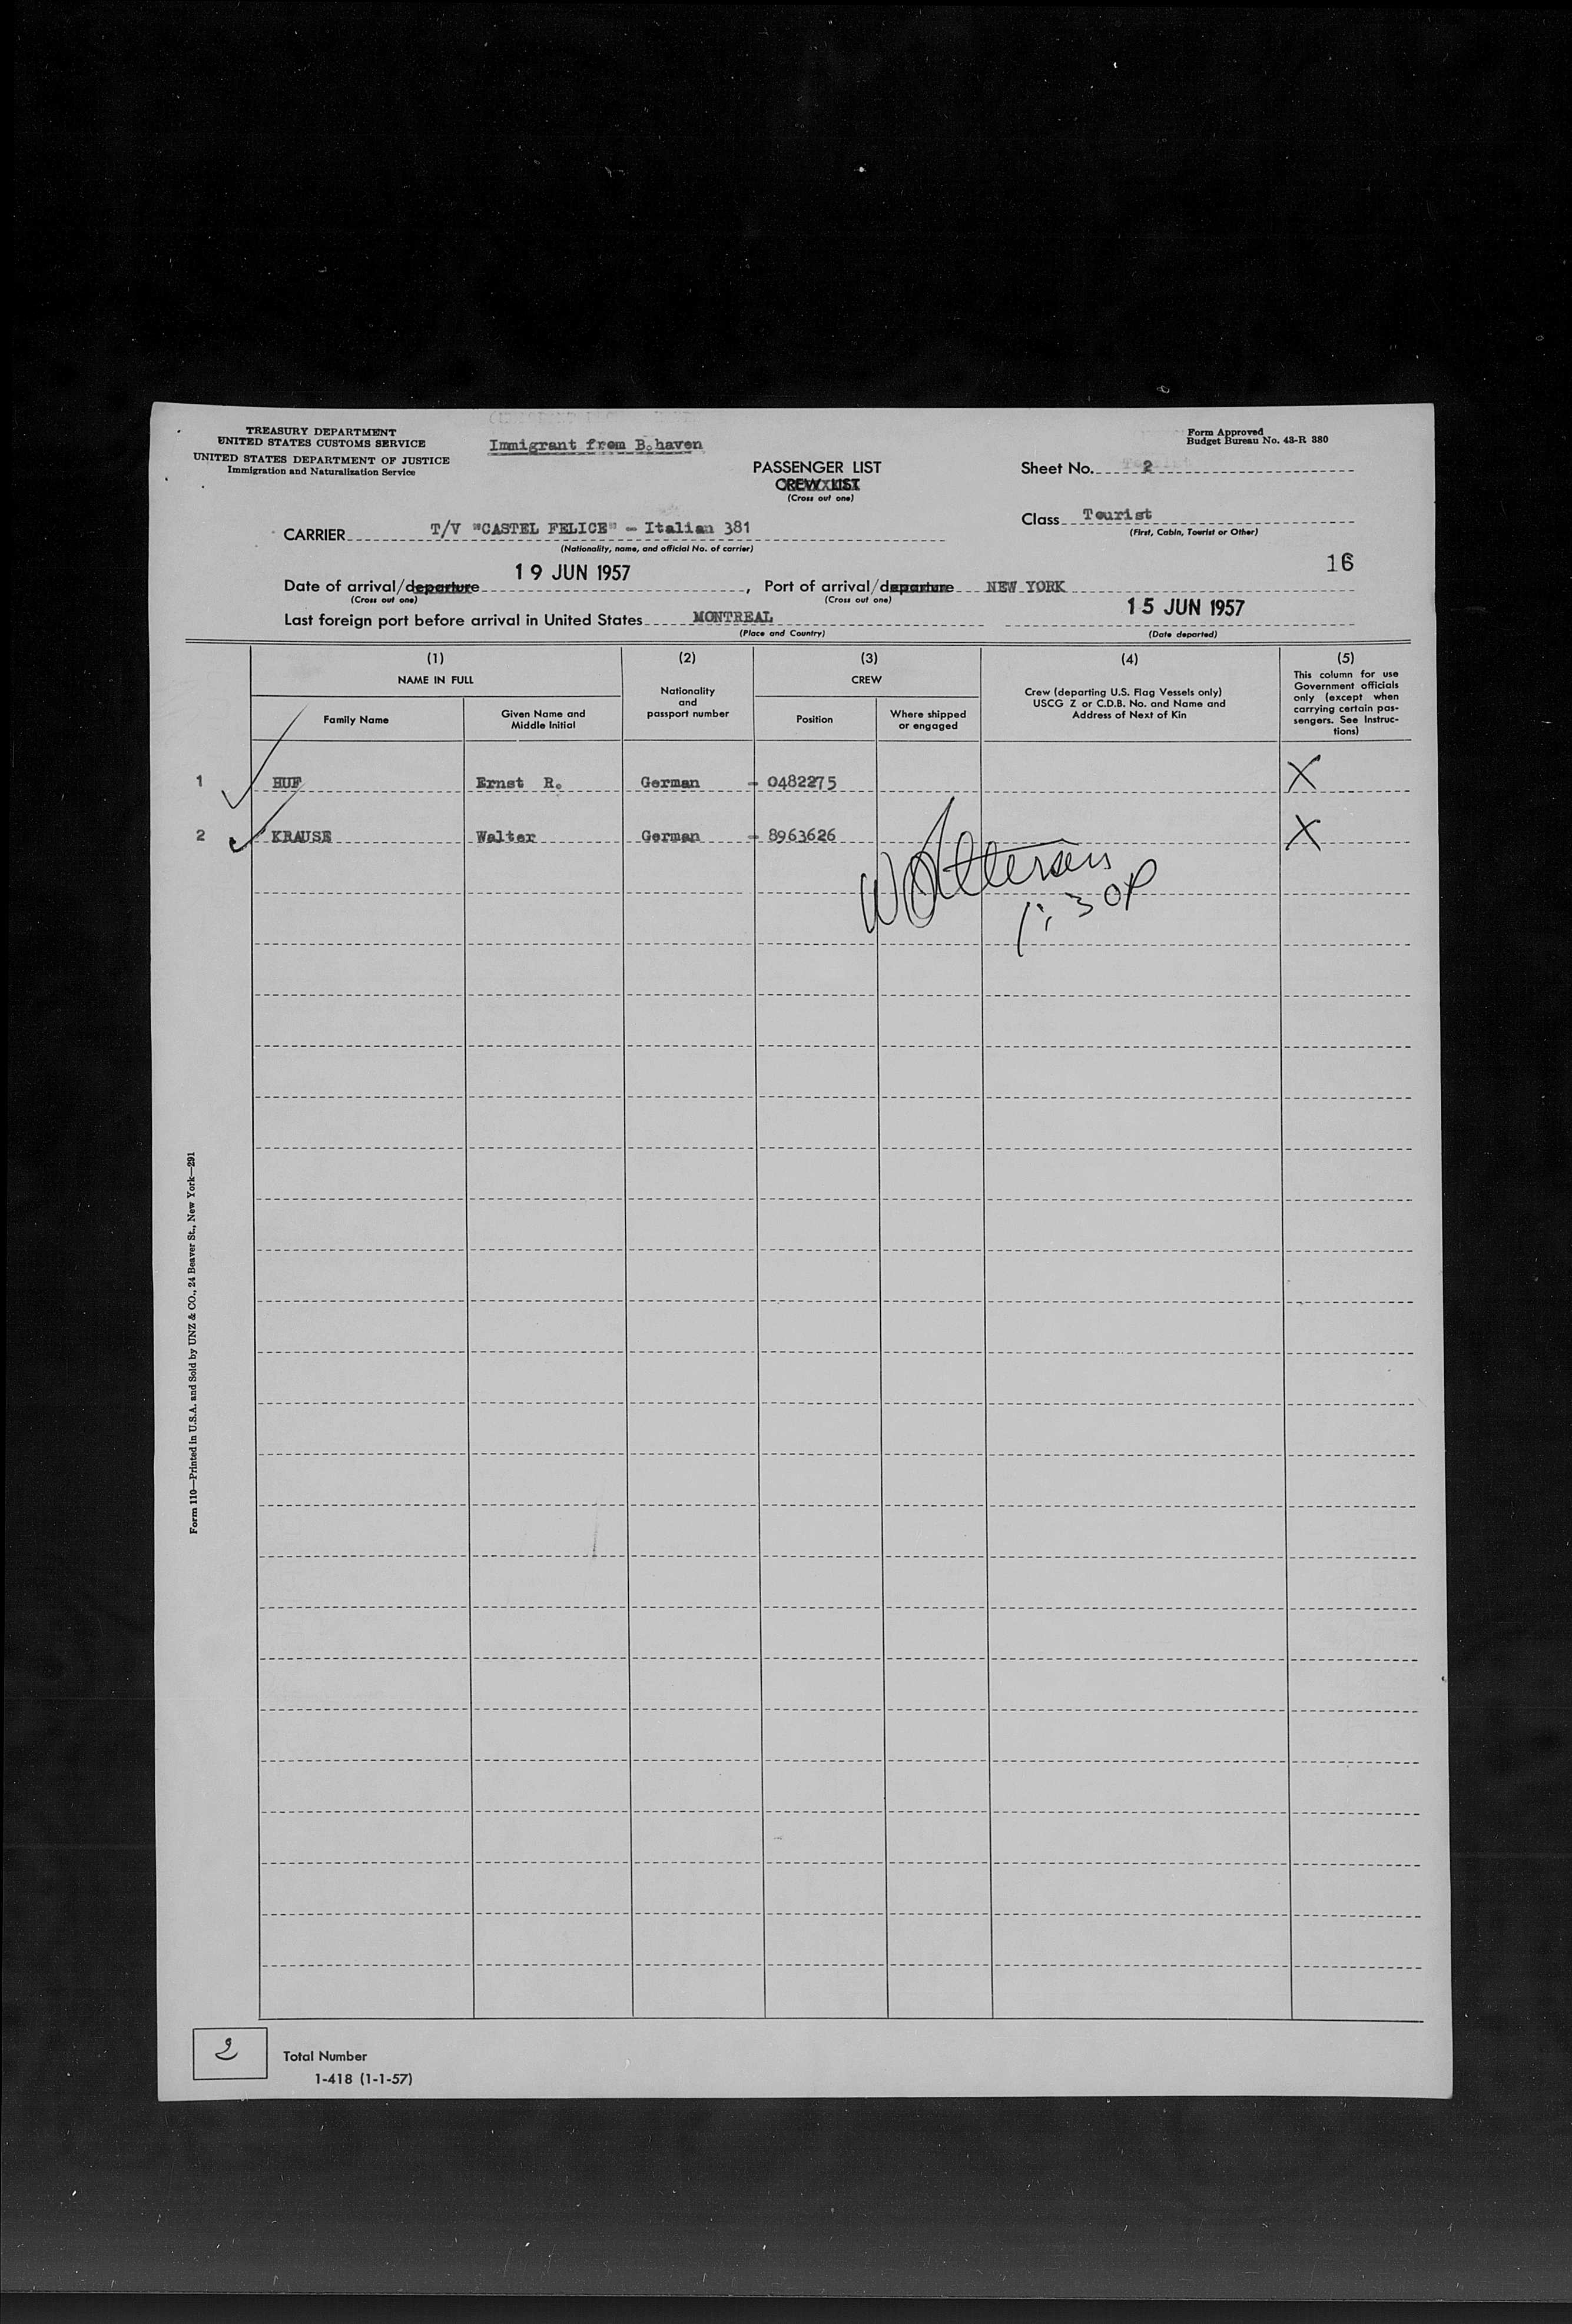 TREASURY DEPARTMENT
UNITED STATES CUSTOMS SERVICE
UNITED STATES DEPARTMENT OF JUSTICE
Immigration and Naturalization Service
Immigrant from B.haven
Form Approved
Budget Bureau No. 43-R 380
PASSENGER LIST
CREW LIST
(Cross out one)
Sheet No. 2
CARRIER T/V "CASTEL FELICE" - Italian 381
(Nationality, name, and official No. of carrier)
Class Tourist
(First, Cabin, Tourist or Other)
16
Date of arrival/departure 19 JUN 1957, Port of arrival/departure NEW YORK
(Cross out one) (Cross out one)
Last foreign port before arrival in United States MONTREAL 15 JUN 1957
(Place and Country) (Date departed)
(1) (2) (3) (4) (5)
NAME IN FULL
Family Name
Given Name and
Middle Initial
Nationality
and
passport number
CREW
Position
Where shipped
or engaged
Crew (departing U.S. Flag Vessels only)
USCG Z or C.D.B. No. and Name and
Address of Next of Kin
This column for use
Government officials
only (except when
carrying certain pas-
sengers. See Instruc-
tions)
1 HUF Ernst R. German - 0482275 X
2 KRAUSE Walter German - 8963626 X
1:30P
Form 110—Printed in U.S.A. and Sold by UNZ & CO., 24 Beaver St., New York—291
2 Total Number
1-418 (1-1-57)